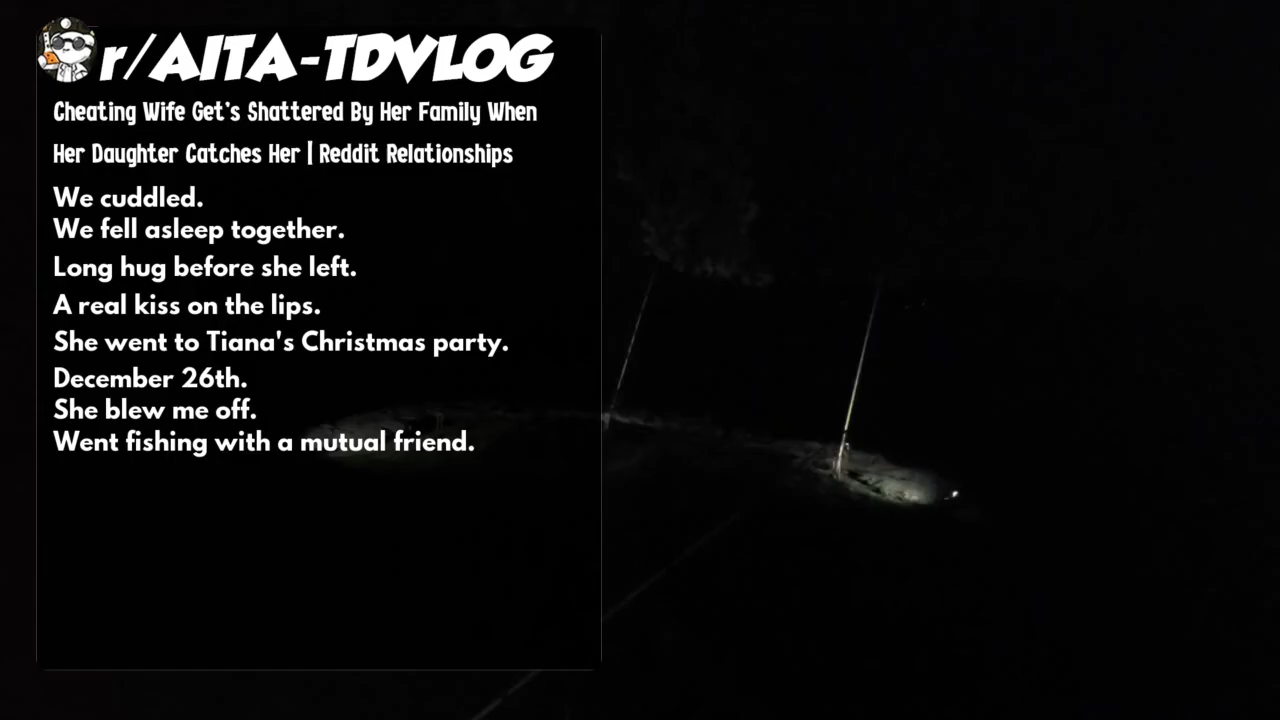 r/AITA-TDVLOG
Cheating Wife Get's Shattered By Her Family When
Her Daughter Catches Her | Reddit Relationships
We cuddled.
We fell asleep together.
Long hug before she left.
A real kiss on the lips.
She went to Tiana's Christmas party.
December 26th.
She blew me off.
Went fishing with a mutual friend.